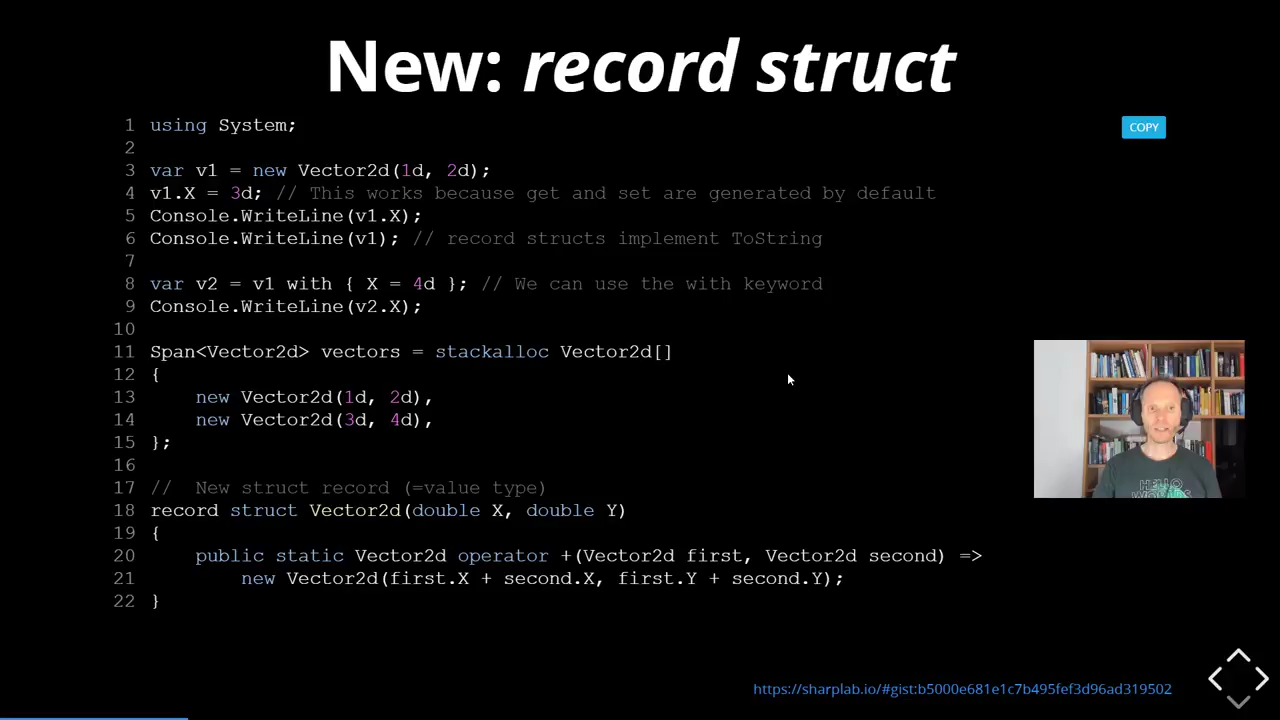 New: record struct
COPY
1 using System;
2
3 var v1 = new Vector2d(1d, 2d);
4 v1.X = 3d; // This works because get and set are generated by default
5 Console.WriteLine(v1.X);
6 Console.WriteLine(v1); // record structs implement ToString
7
8 var v2 = v1 with { X = 4d }; // We can use the with keyword
9 Console.WriteLine(v2.X);
10
11 Span<Vector2d> vectors = stackalloc Vector2d[]
12 {
13     new Vector2d(1d, 2d),
14     new Vector2d(3d, 4d),
15 };
16
17 //  New struct record (=value type)
18 record struct Vector2d(double X, double Y)
19 {
20     public static Vector2d operator +(Vector2d first, Vector2d second) =>
21         new Vector2d(first.X + second.X, first.Y + second.Y);
22 }
HELLO
https://sharplab.io/#gist:b5000e681e1c7b495fef3d96ad319502